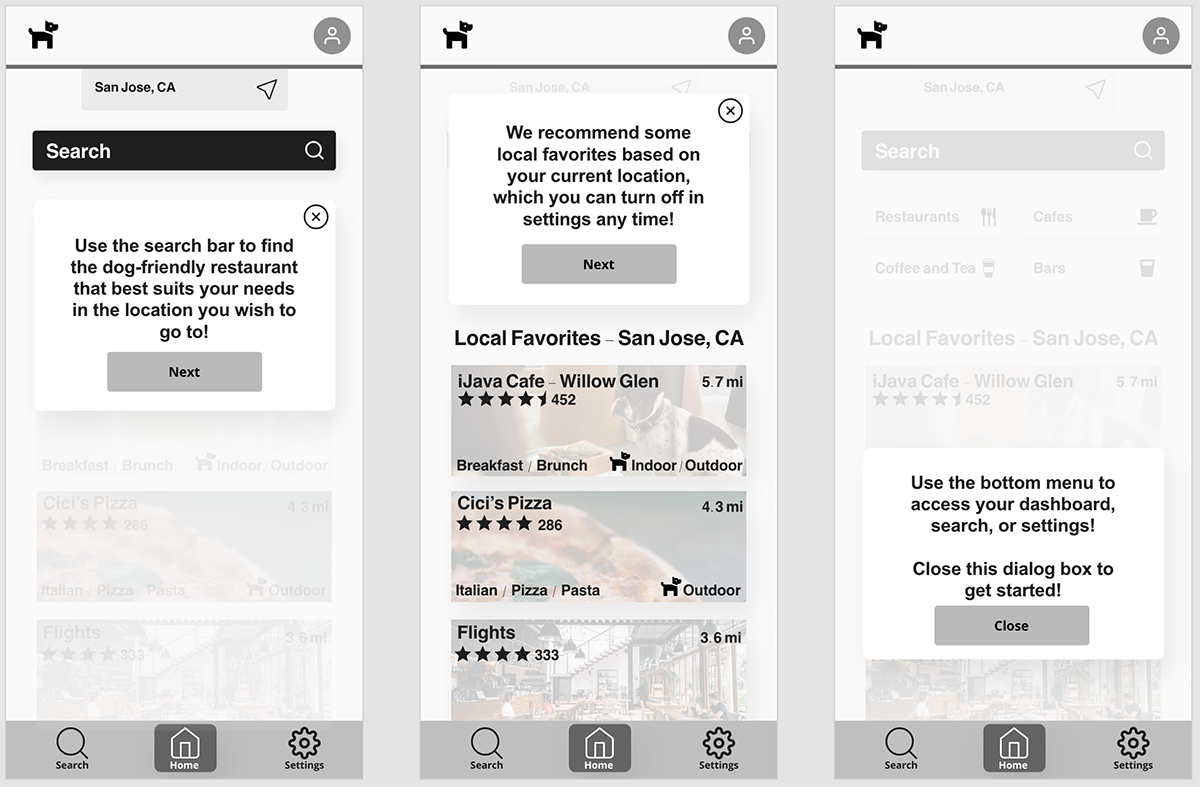 San Jose, CA
Search
Use the search bar to find
the dog-friendly restaurant
that best suits your needs
in the location you wish to
go to!
Next
Breakfast / Brunch Indoor / Outdoor
Cici's Pizza 4.3 mi
286
Italian / Pizza / Pasta Outdoor
Flights 3.6 mi
333
Search Home Settings
San Jose, CA
We recommend some
local favorites based on
your current location,
which you can turn off in
settings any time!
Next
Local Favorites – San Jose, CA
iJava Cafe – Willow Glen 5.7 mi
452
Breakfast / Brunch Indoor / Outdoor
Cici's Pizza 4.3 mi
286
Italian / Pizza / Pasta Outdoor
Flights 3.6 mi
333
Search Home Settings
San Jose, CA
Search
Restaurants Cafes
Coffee and Tea Bars
Local Favorites – San Jose, CA
iJava Cafe – Willow Glen 5.7 mi
452
Use the bottom menu to
access your dashboard,
search, or settings!
Close this dialog box to
get started!
Close
Search Home Settings